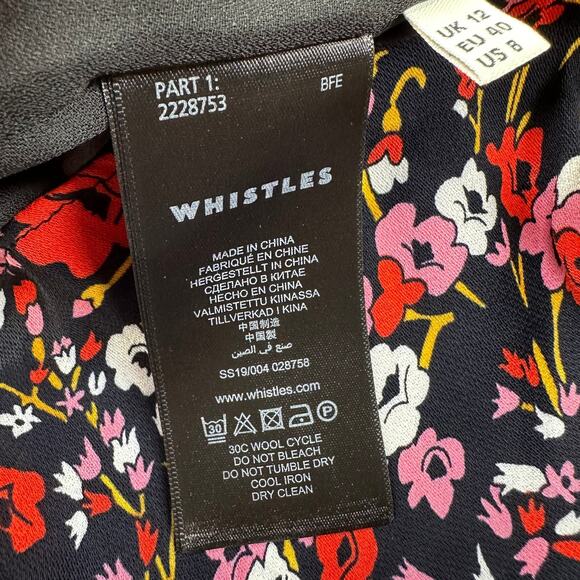 UK 12
EU 40
US 8
PART 1: BFE
2228753
WHISTLES
MADE IN CHINA
FABRIQUÉ EN CHINE
HERGESTELLT IN CHINA
СДЕЛАНО В КИТАЕ
HECHO EN CHINA
VALMISTETTU KIINASSA
TILLVERKAD I KINA
中国制造
中国製
صنع في الصين
SS19/004 028758
www.whistles.com
30 P
30C WOOL CYCLE
DO NOT BLEACH
DO NOT TUMBLE DRY
COOL IRON
DRY CLEAN